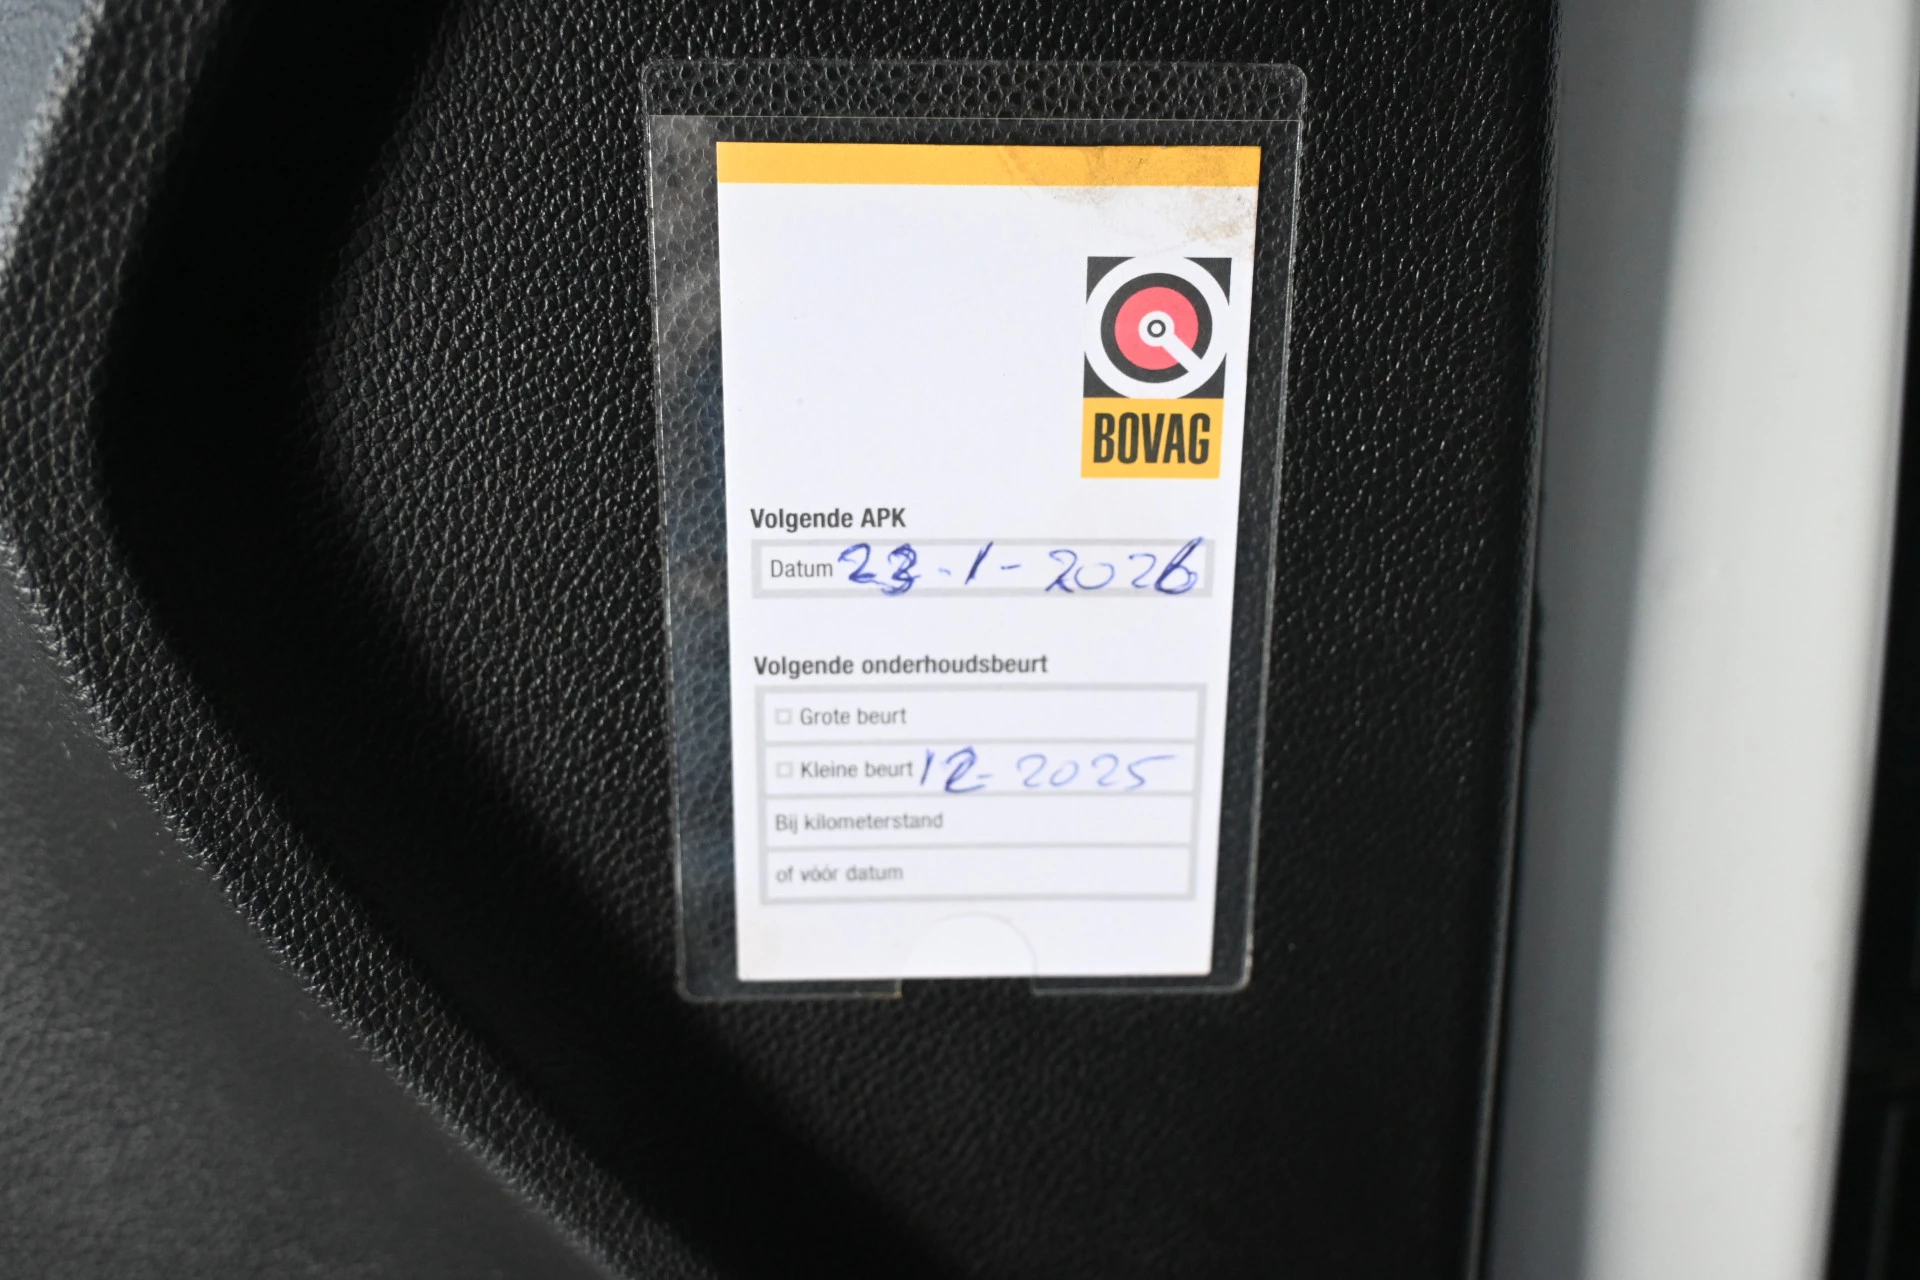 BOVAG
Volgende APK
Datum 23-1-2026
Volgende onderhoudsbeurt
Grote beurt
Kleine beurt 12-2025
Bij kilometerstand
of vóór datum